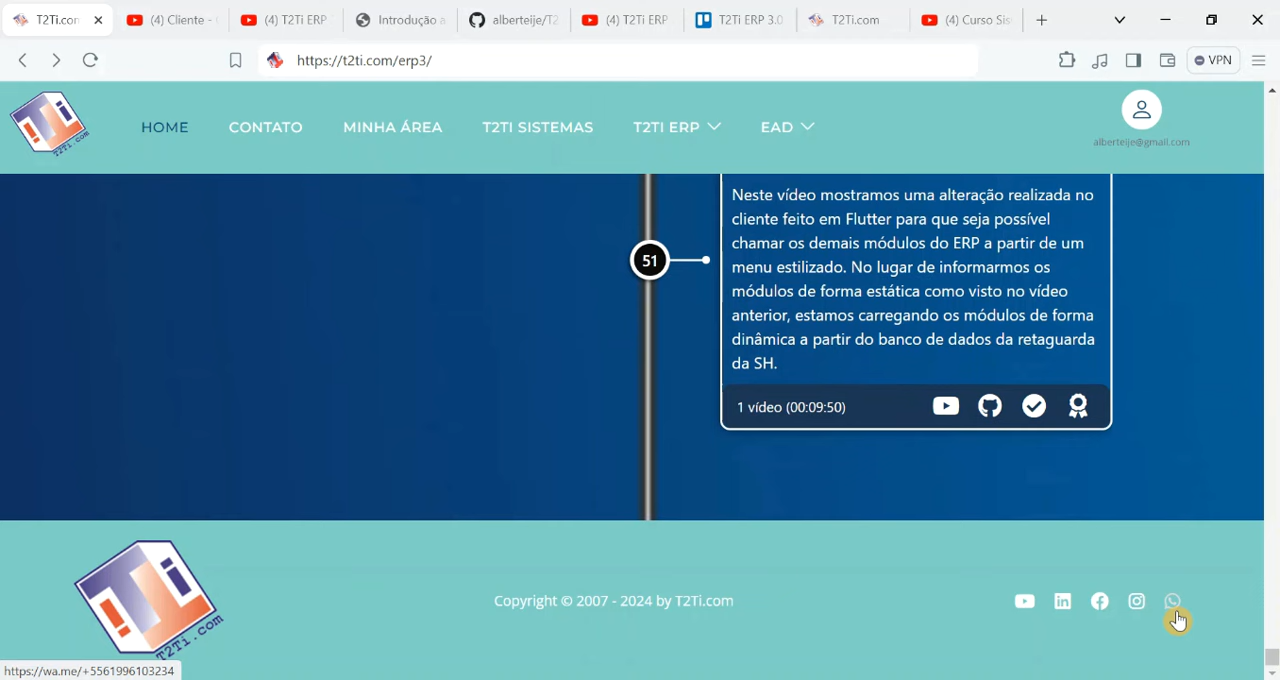 T2Ti.con
(4) Cliente - (
(4) T2Ti ERP
Introdução a
alberteije/T2
(4) T2Ti ERP
T2Ti ERP 3.0
T2Ti.com
(4) Curso Sis
https://t2ti.com/erp3/
VPN
T2Ti.com
HOME
CONTATO
MINHA ÁREA
T2TI SISTEMAS
T2TI ERP
EAD
alberteije@gmail.com
Neste vídeo mostramos uma alteração realizada no
cliente feito em Flutter para que seja possível
chamar os demais módulos do ERP a partir de um
menu estilizado. No lugar de informarmos os
módulos de forma estática como visto no vídeo
anterior, estamos carregando os módulos de forma
dinâmica a partir do banco de dados da retaguarda
da SH.
51
1 vídeo (00:09:50)
T2Ti.com
Copyright © 2007 - 2024 by T2Ti.com
https://wa.me/+5561996103234